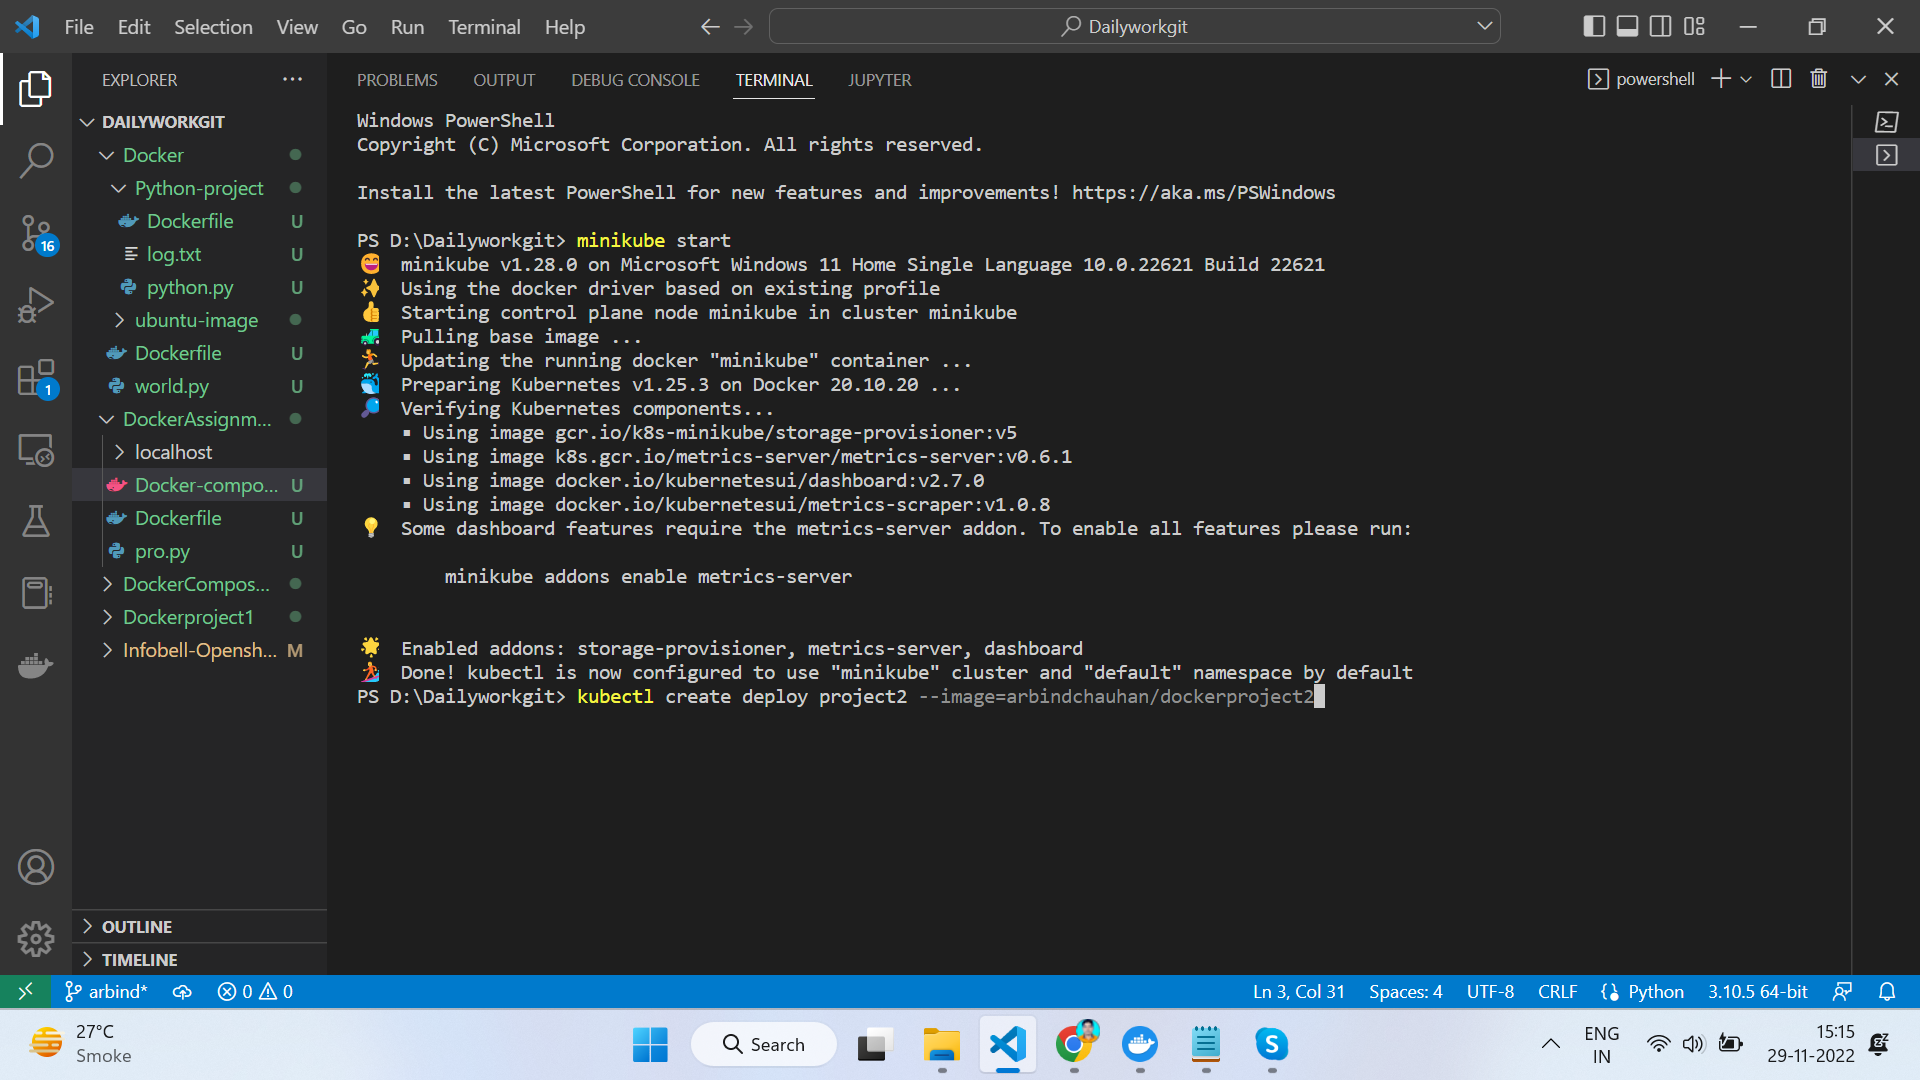 File Edit Selection View Go Run Terminal Help
Dailyworkgit
EXPLORER
DAILYWORKGIT
Docker
Python-project
Dockerfile U
log.txt U
python.py U
ubuntu-image
Dockerfile U
world.py U
DockerAssignm...
localhost
Docker-compo... U
Dockerfile U
pro.py U
DockerCompos...
Dockerproject1
Infobell-Opensh... M
OUTLINE
TIMELINE
16
1
PROBLEMS OUTPUT DEBUG CONSOLE TERMINAL JUPYTER
powershell
Windows PowerShell
Copyright (C) Microsoft Corporation. All rights reserved.
Install the latest PowerShell for new features and improvements! https://aka.ms/PSWindows
PS D:\Dailyworkgit> minikube start
😄 minikube v1.28.0 on Microsoft Windows 11 Home Single Language 10.0.22621 Build 22621
✨ Using the docker driver based on existing profile
👍 Starting control plane node minikube in cluster minikube
🚜 Pulling base image ...
🏃 Updating the running docker "minikube" container ...
🐳 Preparing Kubernetes v1.25.3 on Docker 20.10.20 ...
🔎 Verifying Kubernetes components...
▪ Using image gcr.io/k8s-minikube/storage-provisioner:v5
▪ Using image k8s.gcr.io/metrics-server/metrics-server:v0.6.1
▪ Using image docker.io/kubernetesui/dashboard:v2.7.0
▪ Using image docker.io/kubernetesui/metrics-scraper:v1.0.8
💡 Some dashboard features require the metrics-server addon. To enable all features please run:
minikube addons enable metrics-server
🌟 Enabled addons: storage-provisioner, metrics-server, dashboard
🏄 Done! kubectl is now configured to use "minikube" cluster and "default" namespace by default
PS D:\Dailyworkgit> kubectl create deploy project2 --image=arbindchauhan/dockerproject2
arbind* 0 0 Ln 3, Col 31 Spaces: 4 UTF-8 CRLF Python 3.10.5 64-bit
27°C
Smoke
Search
ENG
IN
15:15
29-11-2022